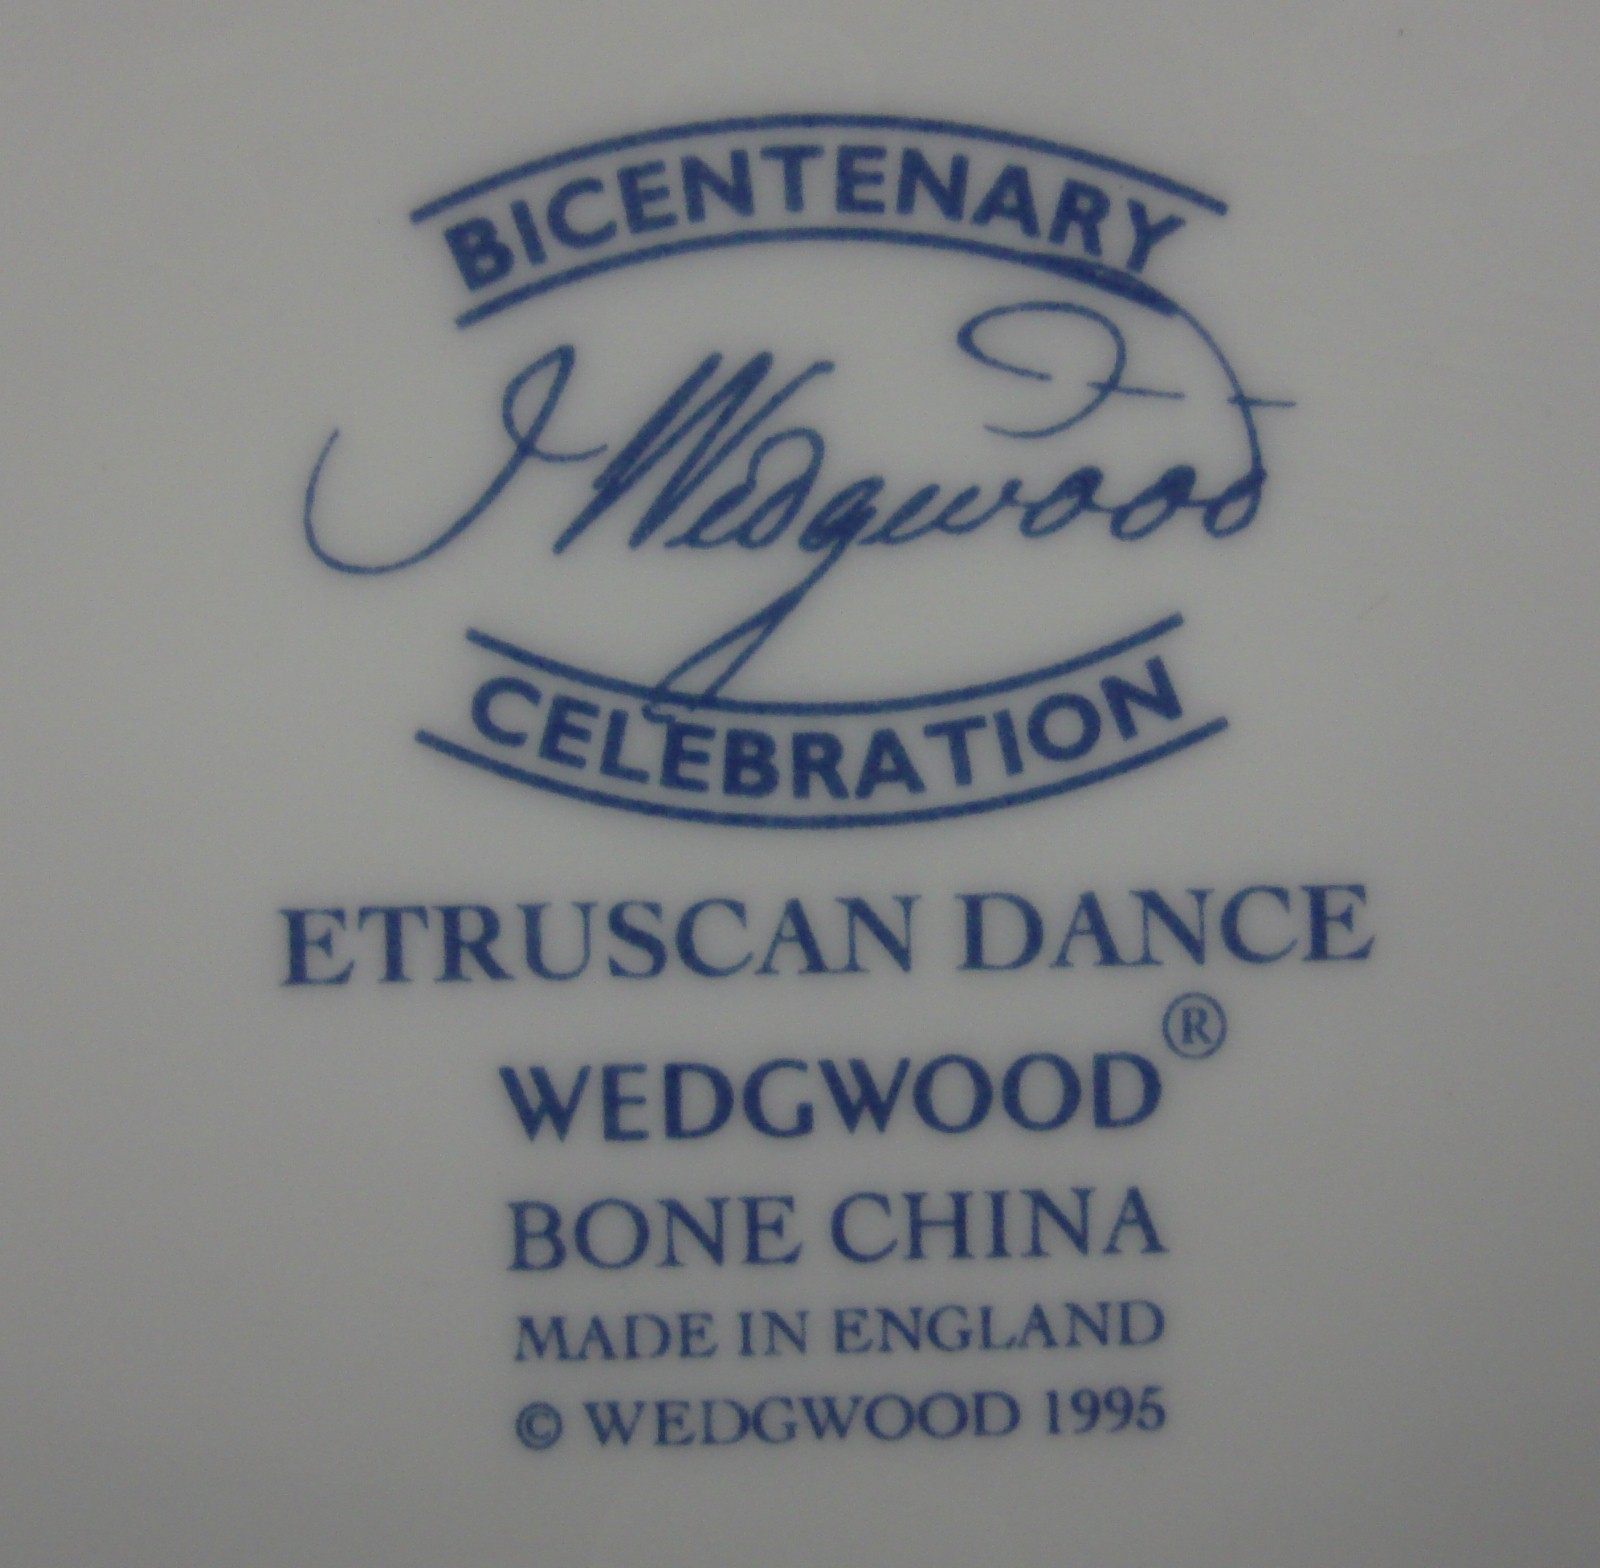 BICENTENARY
J Wedgwood
CELEBRATION
ETRUSCAN DANCE
WEDGWOOD®
BONE CHINA
MADE IN ENGLAND
© WEDGWOOD 1995